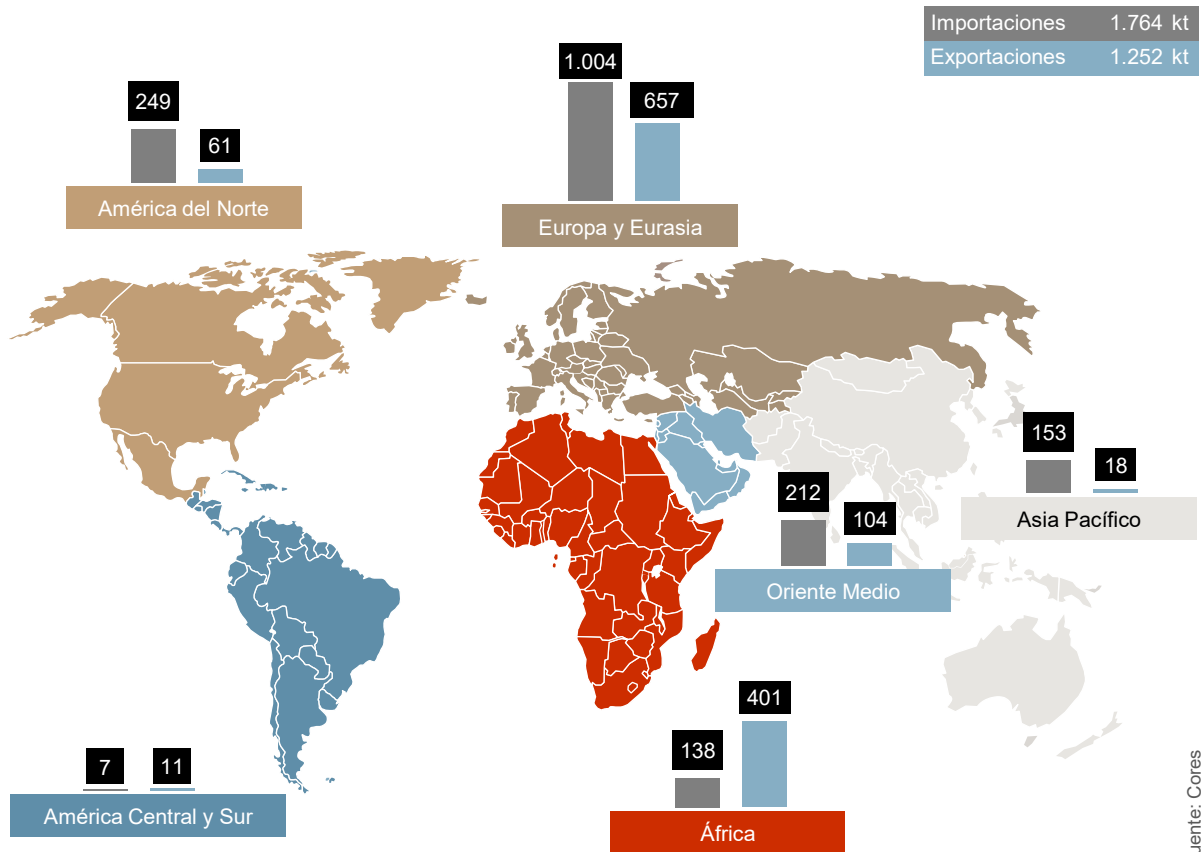 Importaciones 1.764 kt
Exportaciones 1.252 kt
1.004
657
Europa y Eurasia
249
61
América del Norte
153
18
Asia Pacífico
212
104
Oriente Medio
401
138
África
7
11
América Central y Sur
uente: Cores